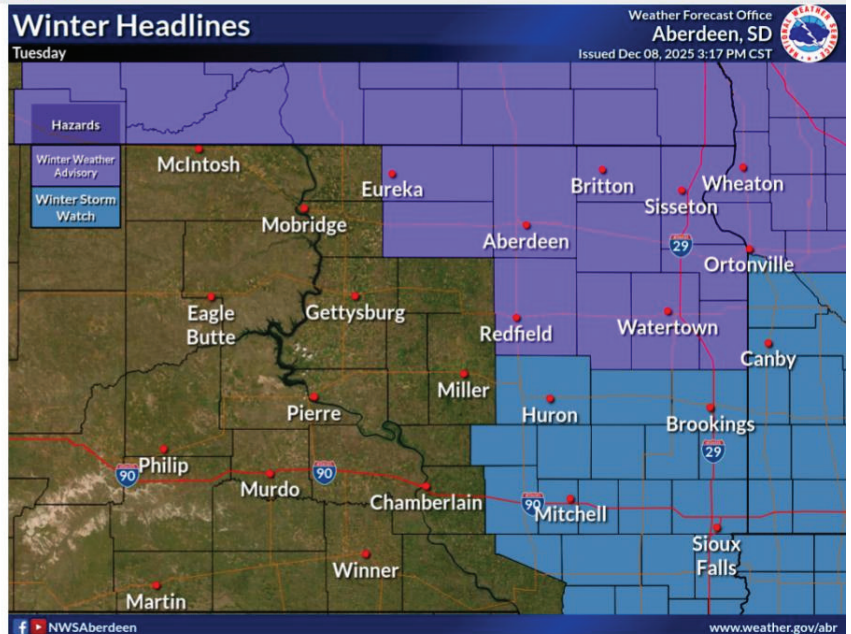 Winter Headlines
Tuesday
Weather Forecast Office
Aberdeen, SD
Issued Dec 08, 2025 3:17 PM CST
NATIONAL WEATHER SERVICE
Hazards
Winter Weather
Advisory
Winter Storm
Watch
McIntosh
Eureka
Britton
Wheaton
Sisseton
Mobridge
Aberdeen
29
Ortonville
Eagle
Butte
Gettysburg
Redfield
Watertown
Canby
Miller
Pierre
Huron
Brookings
29
Philip
90
Murdo
90
Chamberlain
90
Mitchell
Sioux
Falls
Winner
Martin
NWSAberdeen
www.weather.gov/abr